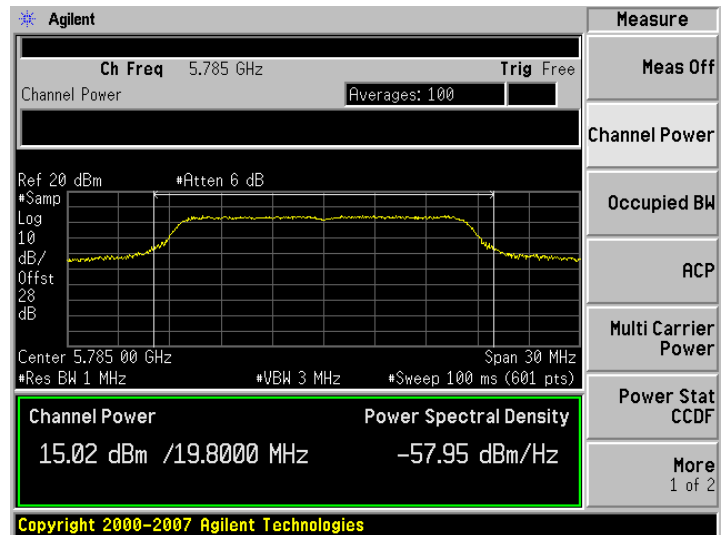 Agilent
Measure
Ch Freq 5.785 GHz Trig Free
Channel Power Averages: 100
Ref 20 dBm #Atten 6 dB
#Samp
Log
10
dB/
Offst
28
dB
Center 5.785 00 GHz Span 30 MHz
#Res BW 1 MHz #VBW 3 MHz #Sweep 100 ms (601 pts)
Channel Power Power Spectral Density
15.02 dBm /19.8000 MHz -57.95 dBm/Hz
Copyright 2000-2007 Agilent Technologies
Meas Off
Channel Power
Occupied BW
ACP
Multi Carrier
Power
Power Stat
CCDF
More
1 of 2